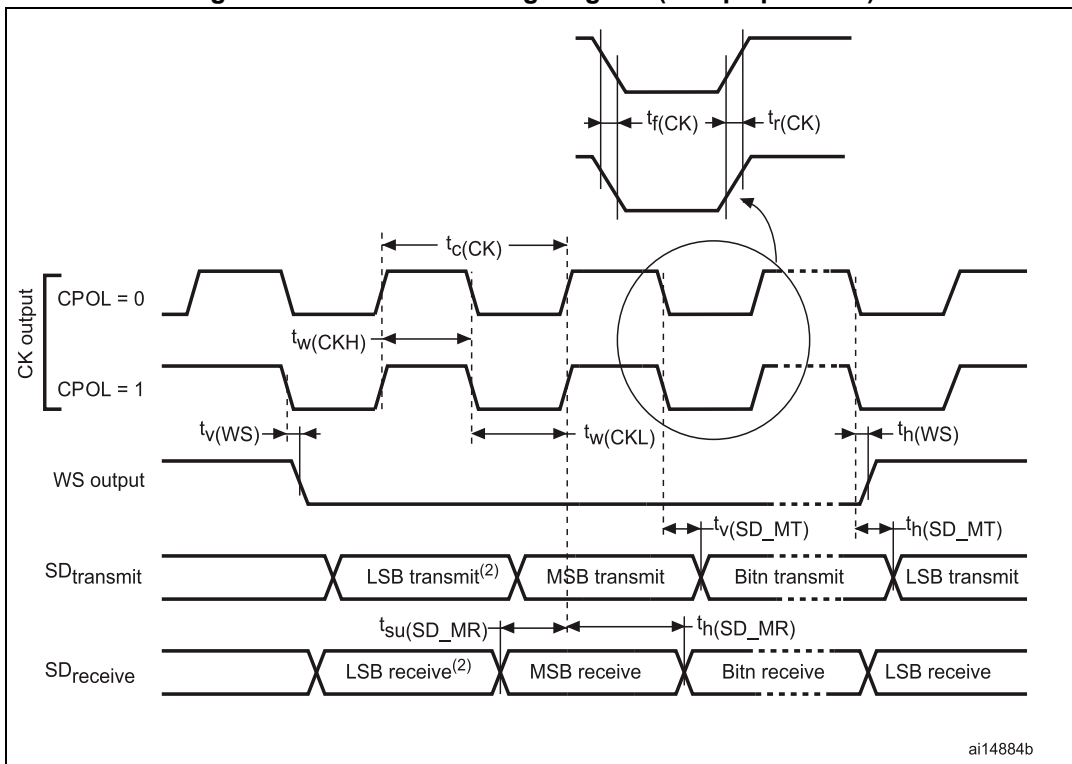 tf(CK)
tr(CK)
tc(CK)
CK output
CPOL = 0
tw(CKH)
CPOL = 1
tv(WS)
tw(CKL)
th(WS)
WS output
tv(SD_MT)
th(SD_MT)
SDtransmit
LSB transmit(2)
MSB transmit
Bitn transmit
LSB transmit
tsu(SD_MR)
th(SD_MR)
SDreceive
LSB receive(2)
MSB receive
Bitn receive
LSB receive
ai14884b